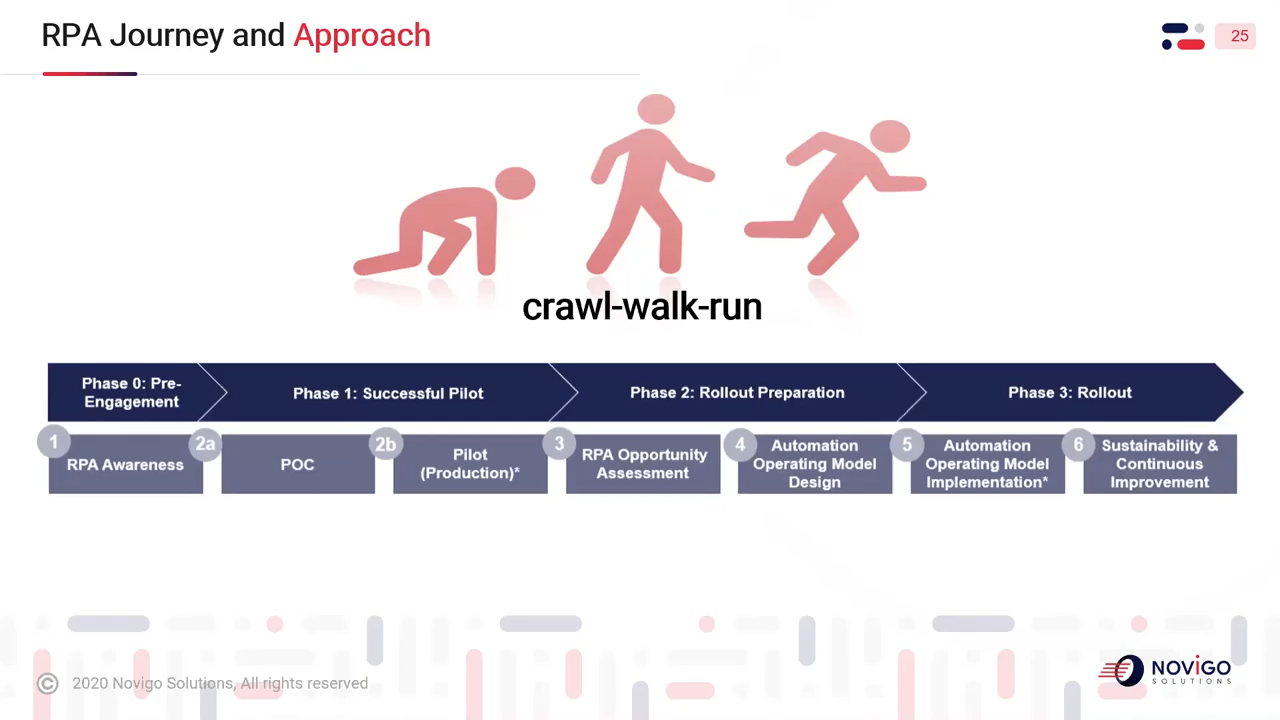 RPA Journey and Approach
25
crawl-walk-run
Phase 0: Pre-
Engagement
Phase 1: Successful Pilot
Phase 2: Rollout Preparation
Phase 3: Rollout
1
RPA Awareness
2a
POC
2b
Pilot
(Production)*
3
RPA Opportunity
Assessment
4
Automation
Operating Model
Design
5
Automation
Operating Model
Implementation*
6
Sustainability &
Continuous
Improvement
© 2020 Novigo Solutions, All rights reserved
NOViGO
SOLUTIONS